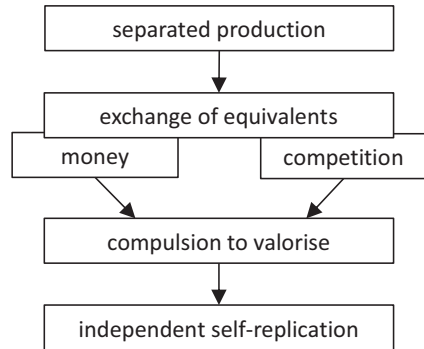 separated production
exchange of equivalents
money
competition
compulsion to valorise
independent self-replication